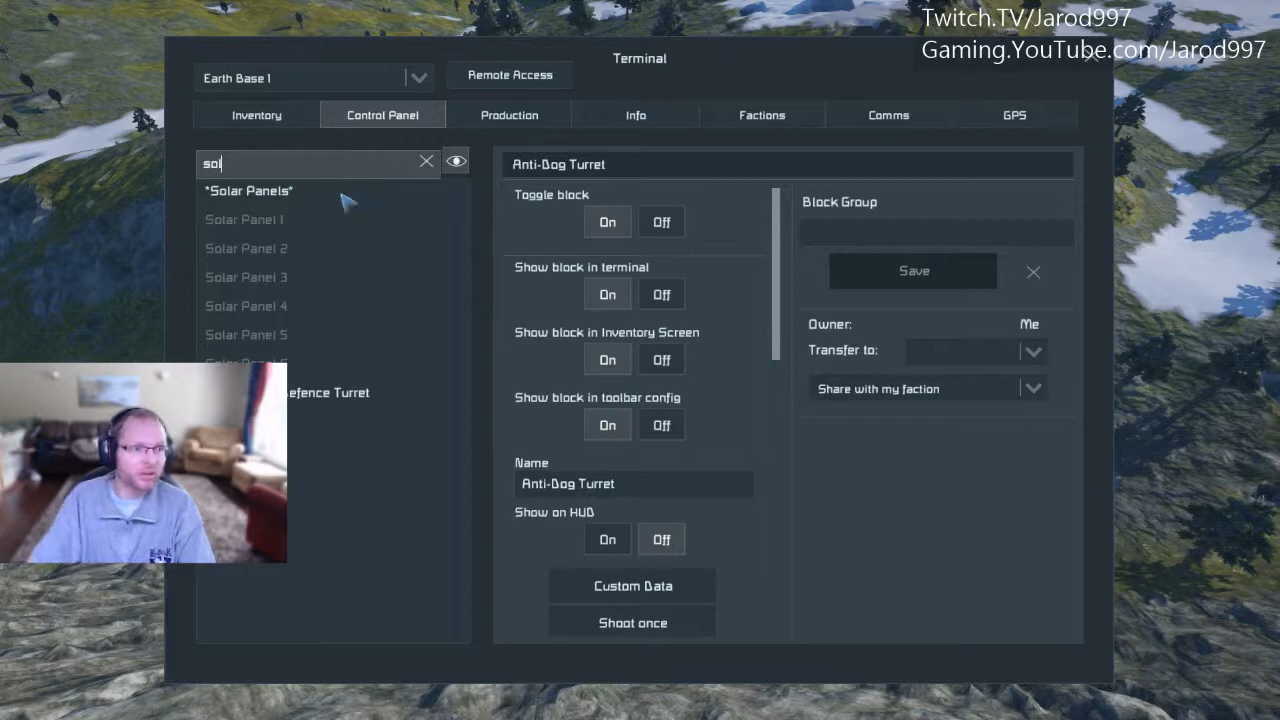 Twitch.TV/Jarod997
Gaming.YouTube.com/Jarod997
Terminal
Earth Base 1
Remote Access
Inventory
Control Panel
Production
Info
Factions
Comms
GPS
sol
*Solar Panels*
Solar Panel 1
Solar Panel 2
Solar Panel 3
Solar Panel 4
Solar Panel 5
efence Turret
Anti-Dog Turret
Toggle block
On Off
Show block in terminal
On Off
Show block in Inventory Screen
On Off
Show block in toolbar config
On Off
Name
Anti-Dog Turret
Show on HUD
On Off
Custom Data
Shoot once
Block Group
Save
Owner: Me
Transfer to:
Share with my faction